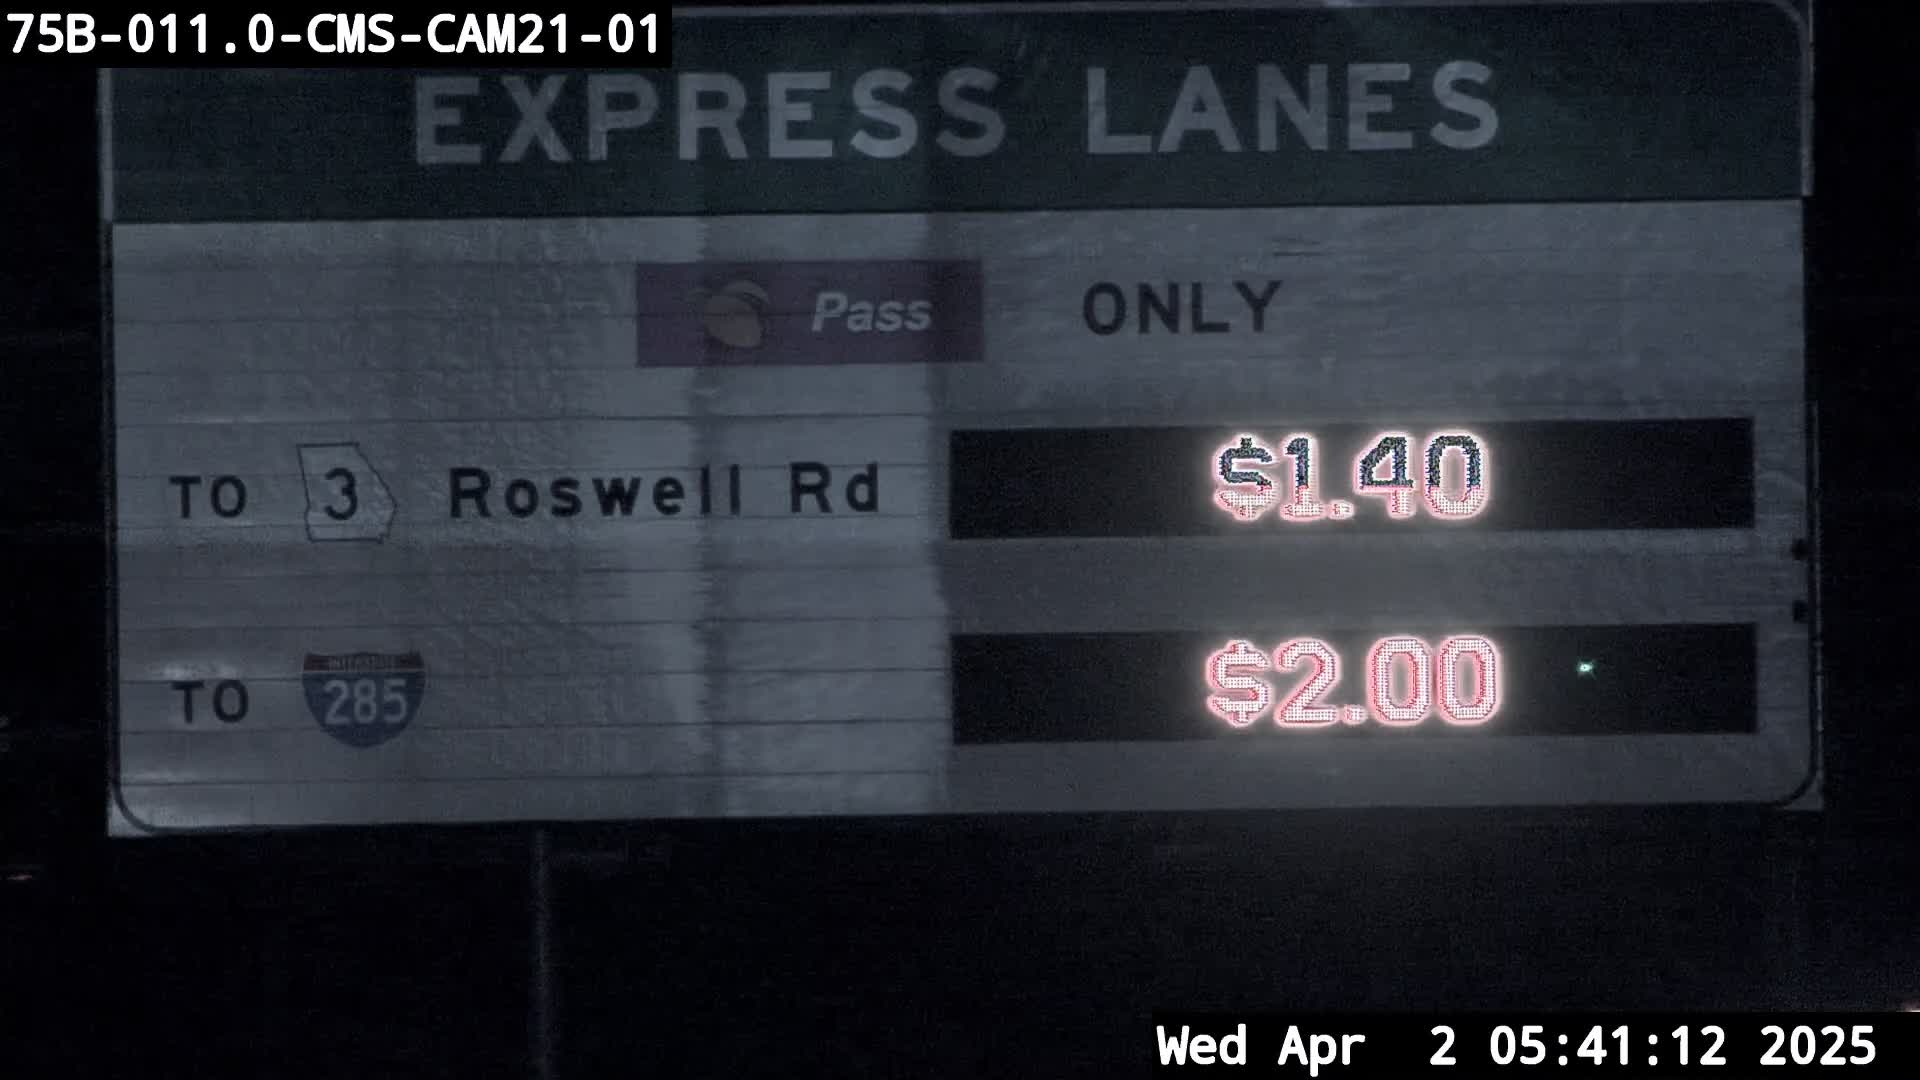 75B-011.0-CMS-CAM21-01
EXPRESS LANES
Pass ONLY
TO 3 Roswell Rd $1.40
TO INTERSTATE 285 $2.00
Wed Apr 2 05:41:12 2025